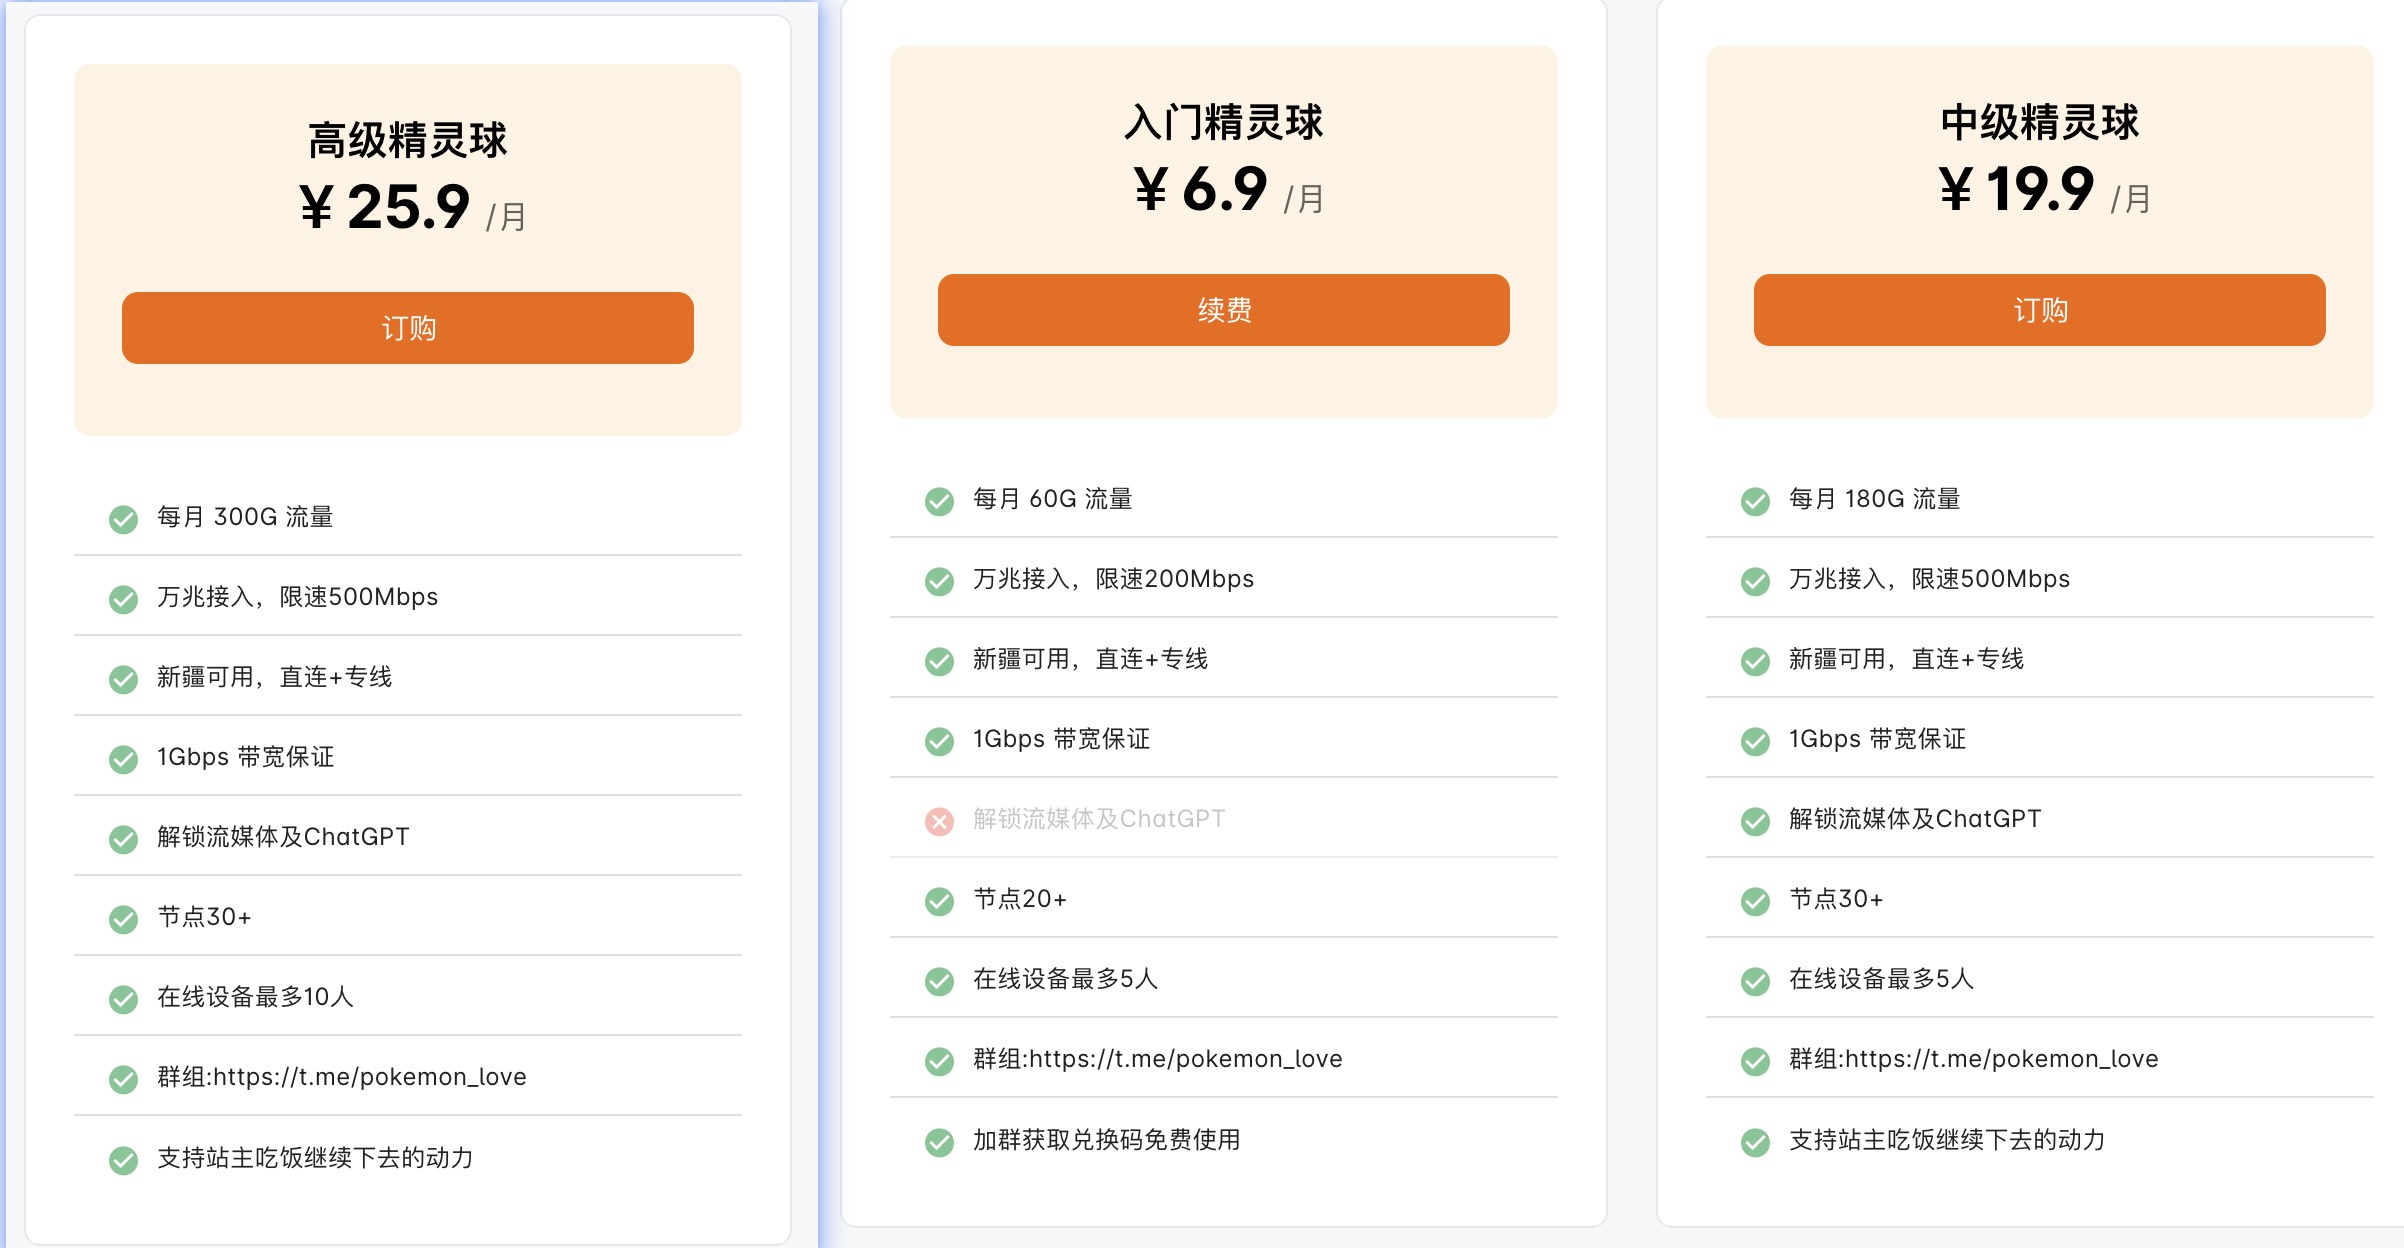 高级精灵球
¥ 25.9 /月
订购
每月 300G 流量
万兆接入，限速500Mbps
新疆可用，直连+专线
1Gbps 带宽保证
解锁流媒体及ChatGPT
节点30+
在线设备最多10人
群组:https://t.me/pokemon_love
支持站主吃饭继续下去的动力
入门精灵球
¥ 6.9 /月
续费
每月 60G 流量
万兆接入，限速200Mbps
新疆可用，直连+专线
1Gbps 带宽保证
解锁流媒体及ChatGPT
节点20+
在线设备最多5人
群组:https://t.me/pokemon_love
加群获取兑换码免费使用
中级精灵球
¥ 19.9 /月
订购
每月 180G 流量
万兆接入，限速500Mbps
新疆可用，直连+专线
1Gbps 带宽保证
解锁流媒体及ChatGPT
节点30+
在线设备最多5人
群组:https://t.me/pokemon_love
支持站主吃饭继续下去的动力